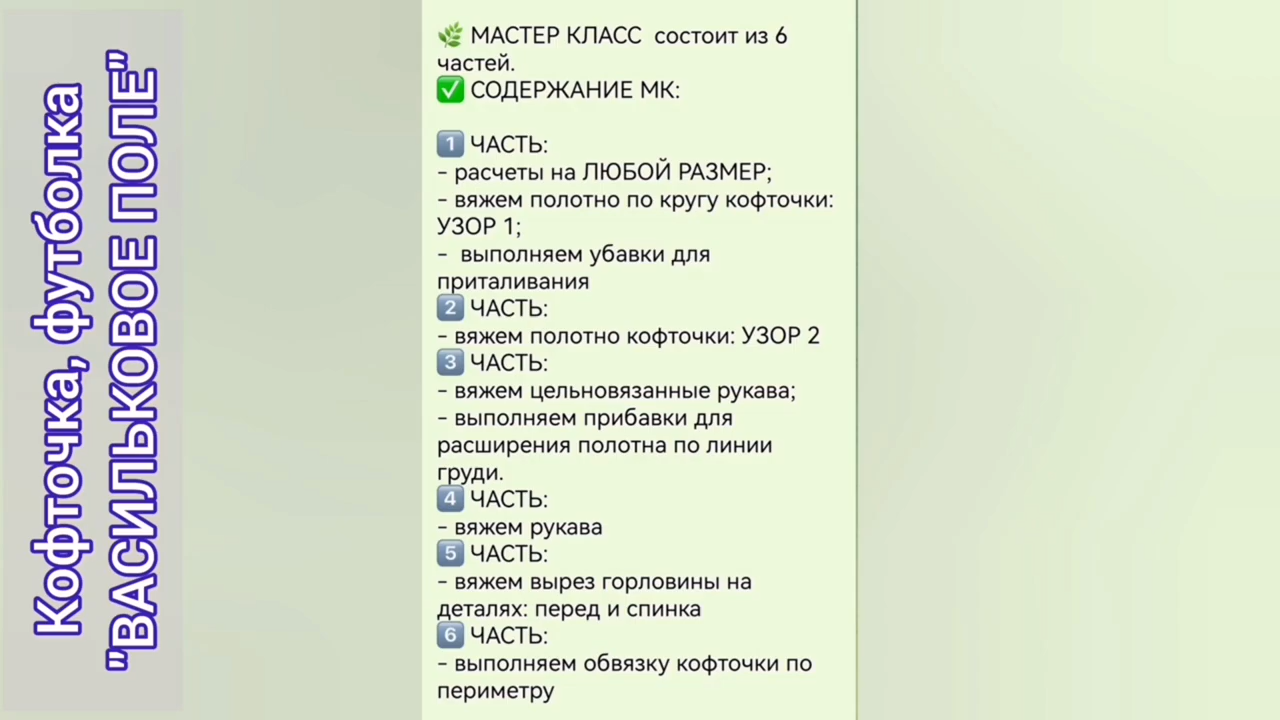 Кофточка, футболка
"ВАСИЛЬКОВОЕ ПОЛЕ"
🌿 МАСТЕР КЛАСС  состоит из 6
частей.
✅ СОДЕРЖАНИЕ МК:
1️⃣ ЧАСТЬ:
- расчеты на ЛЮБОЙ РАЗМЕР;
- вяжем полотно по кругу кофточки:
УЗОР 1;
-  выполняем убавки для
приталивания
2️⃣ ЧАСТЬ:
- вяжем полотно кофточки: УЗОР 2
3️⃣ ЧАСТЬ:
- вяжем цельновязанные рукава;
- выполняем прибавки для
расширения полотна по линии
груди.
4️⃣ ЧАСТЬ:
- вяжем рукава
5️⃣ ЧАСТЬ:
- вяжем вырез горловины на
деталях: перед и спинка
6️⃣ ЧАСТЬ:
- выполняем обвязку кофточки по
периметру